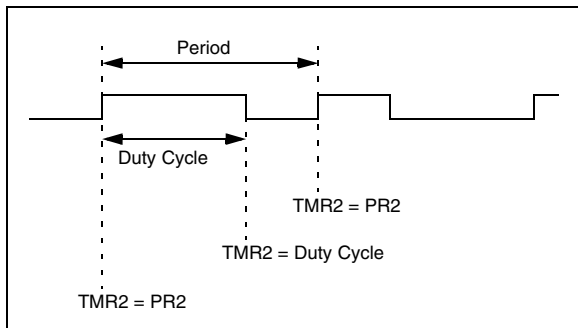 Period
Duty Cycle
TMR2 = PR2
TMR2 = Duty Cycle
TMR2 = PR2